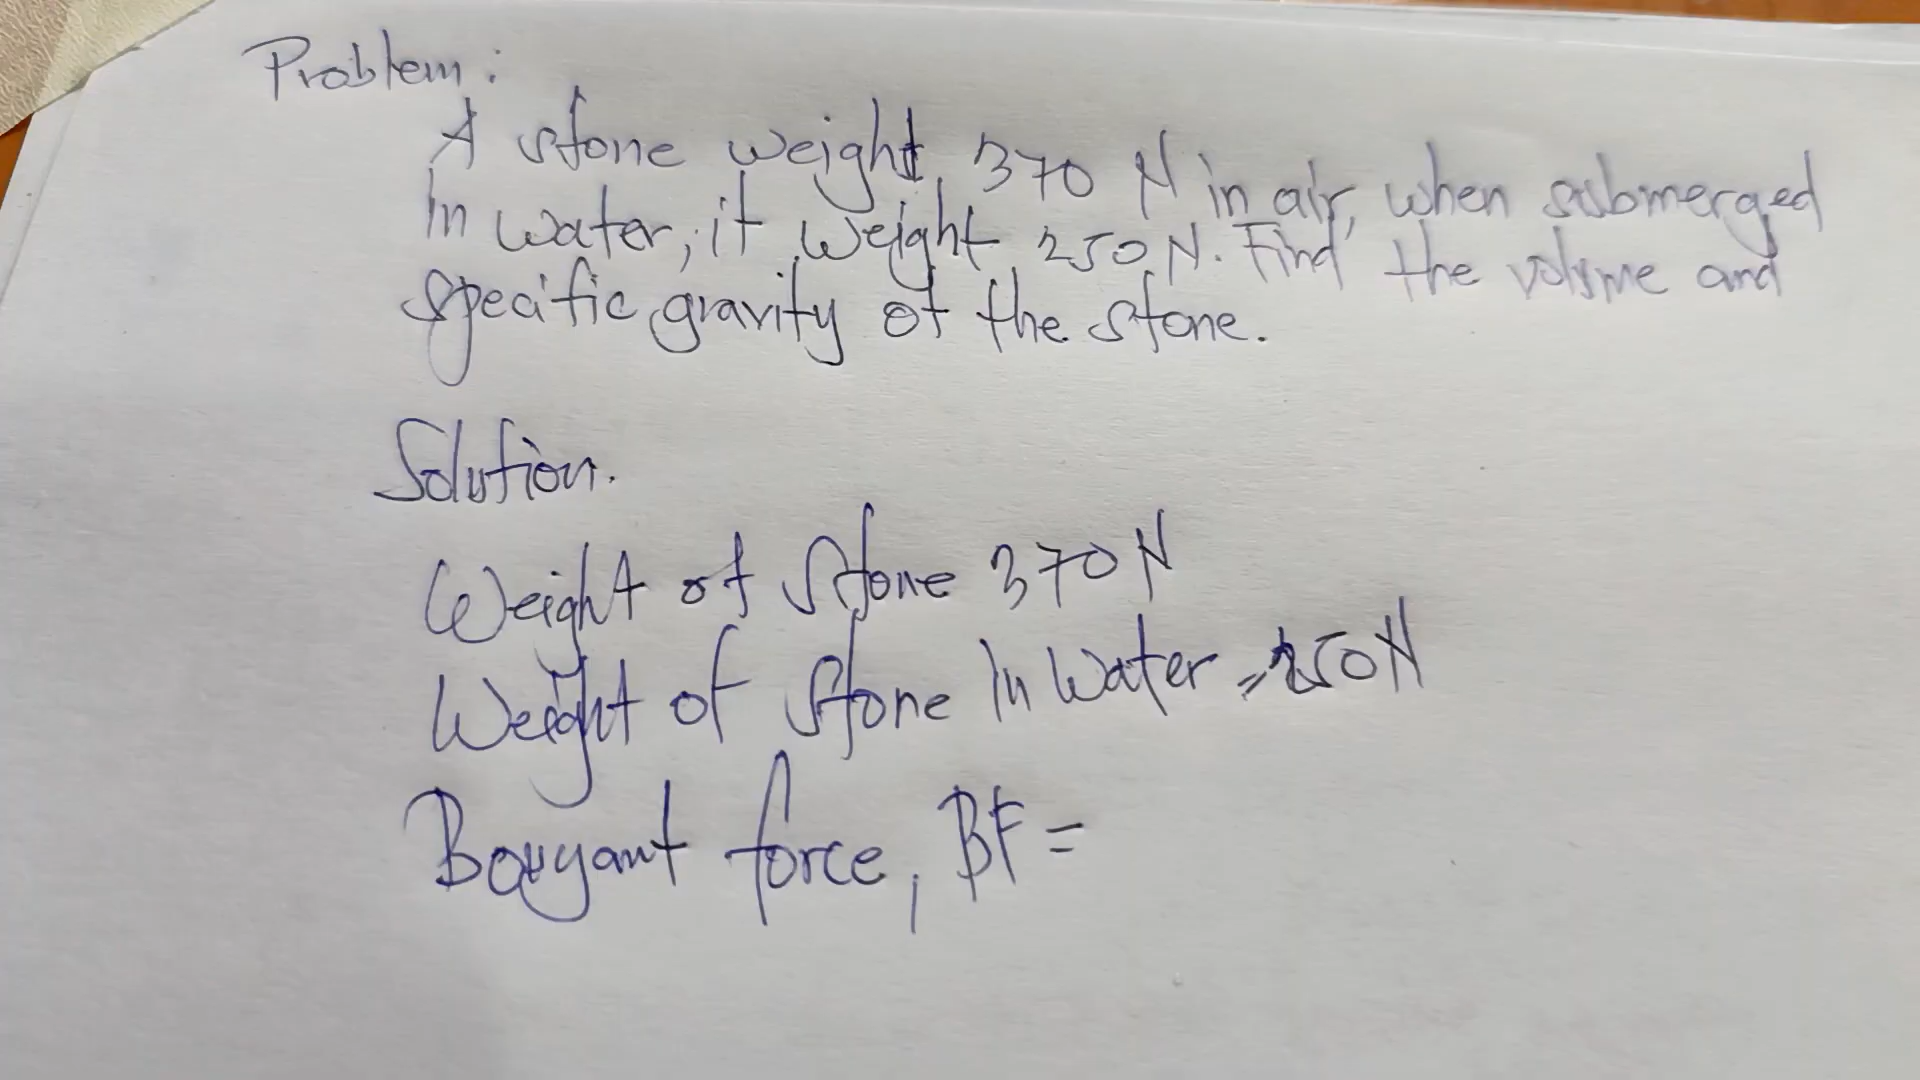 Problem:
A stone weight 370 N in air, when submerged
in water, it weight 250 N. Find the volume and
specific gravity of the stone.
Solution.
Weight of stone 370 N
Weight of stone in water = 250 N
Bouyant force, BF =